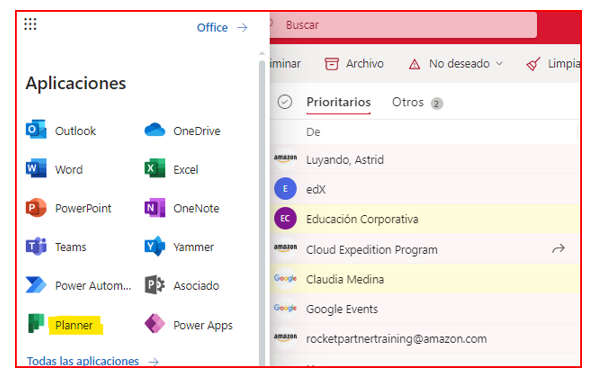 Office →
Buscar
iminar
Archivo
No deseado
Limpia
Aplicaciones
Outlook
OneDrive
Word
Excel
PowerPoint
OneNote
Teams
Yammer
Power Autom...
Asociado
Planner
Power Apps
Todas las aplicaciones →
Prioritarios
Otros 2
De
amazon Luyando, Astrid
E edX
EC Educación Corporativa
amazon Cloud Expedition Program
Google Claudia Medina
Google Google Events
amazon rocketpartnertraining@amazon.com